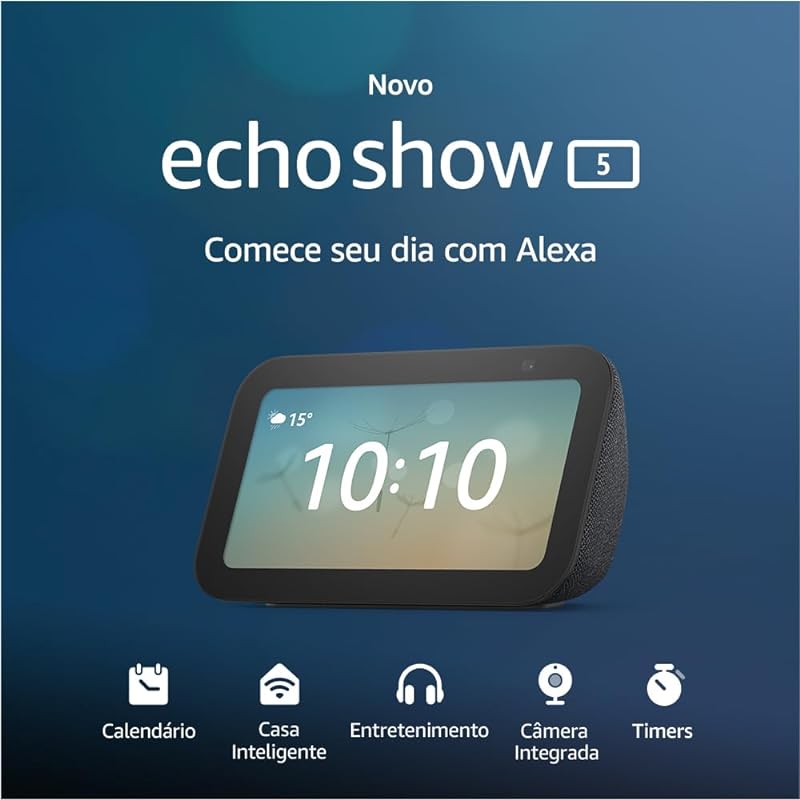 Novo
echo show 5
Comece seu dia com Alexa
15°
10:10
Calendário
Casa
Inteligente
Entretenimento
Câmera
Integrada
Timers